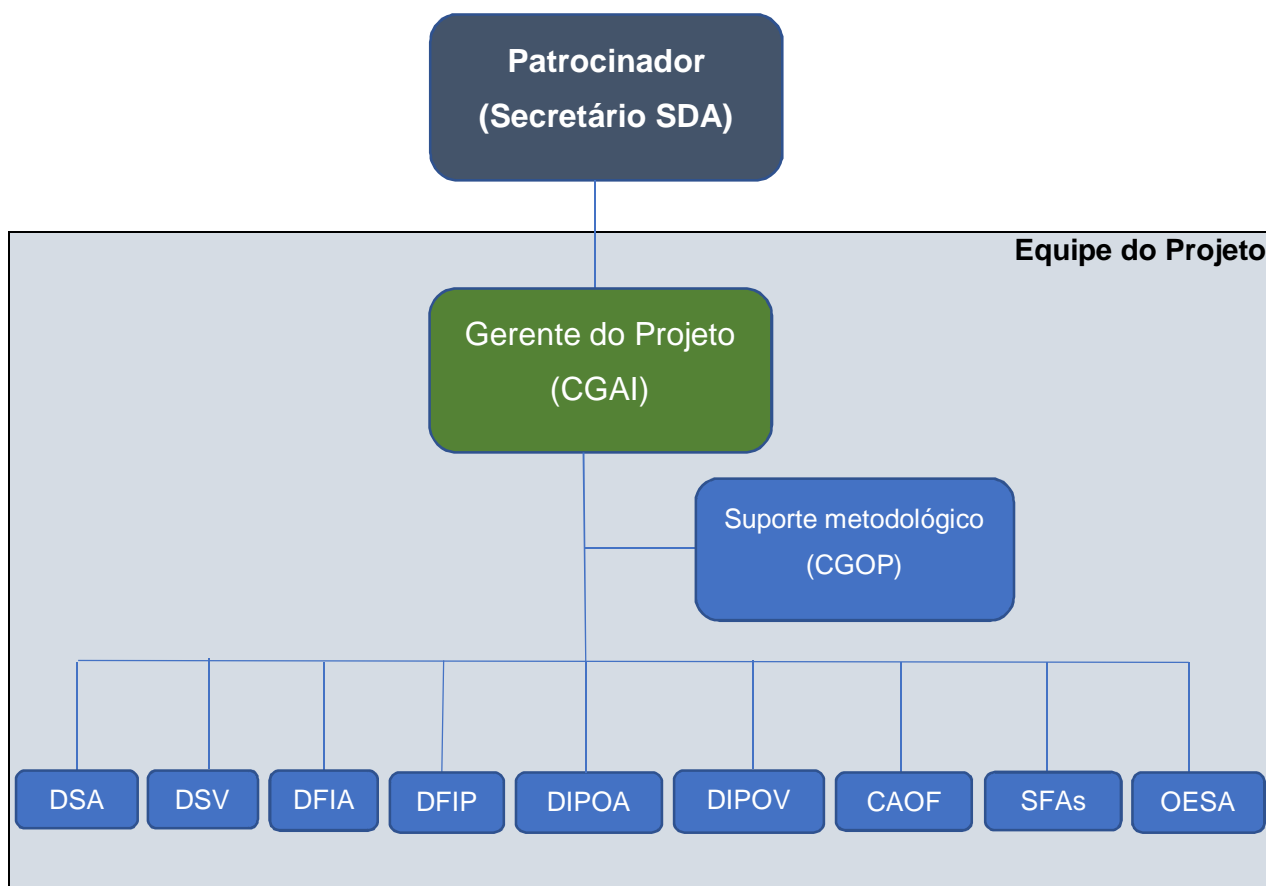 Patrocinador
(Secretário SDA)
Equipe do Projeto
Gerente do Projeto
(CGAI)
Suporte metodológico
(CGOP)
DSA
DSV
DFIA
DFIP
DIPOA
DIPOV
CAOF
SFAs
OESA